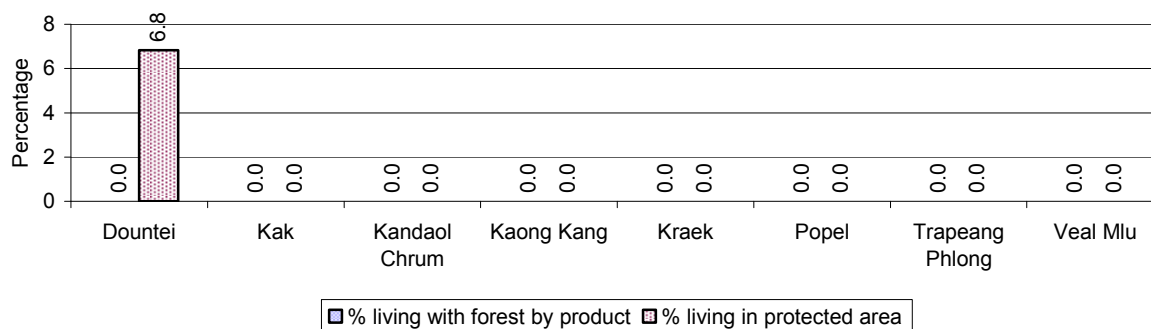 Percentage
8
6
4
2
0
0.0 6.8 0.0 0.0 0.0 0.0 0.0 0.0 0.0 0.0 0.0 0.0 0.0 0.0 0.0 0.0
Dountei Kak Kandaol Kaong Kang Kraek Popel Trapeang Veal Mlu
Chrum Phlong
% living with forest by product % living in protected area